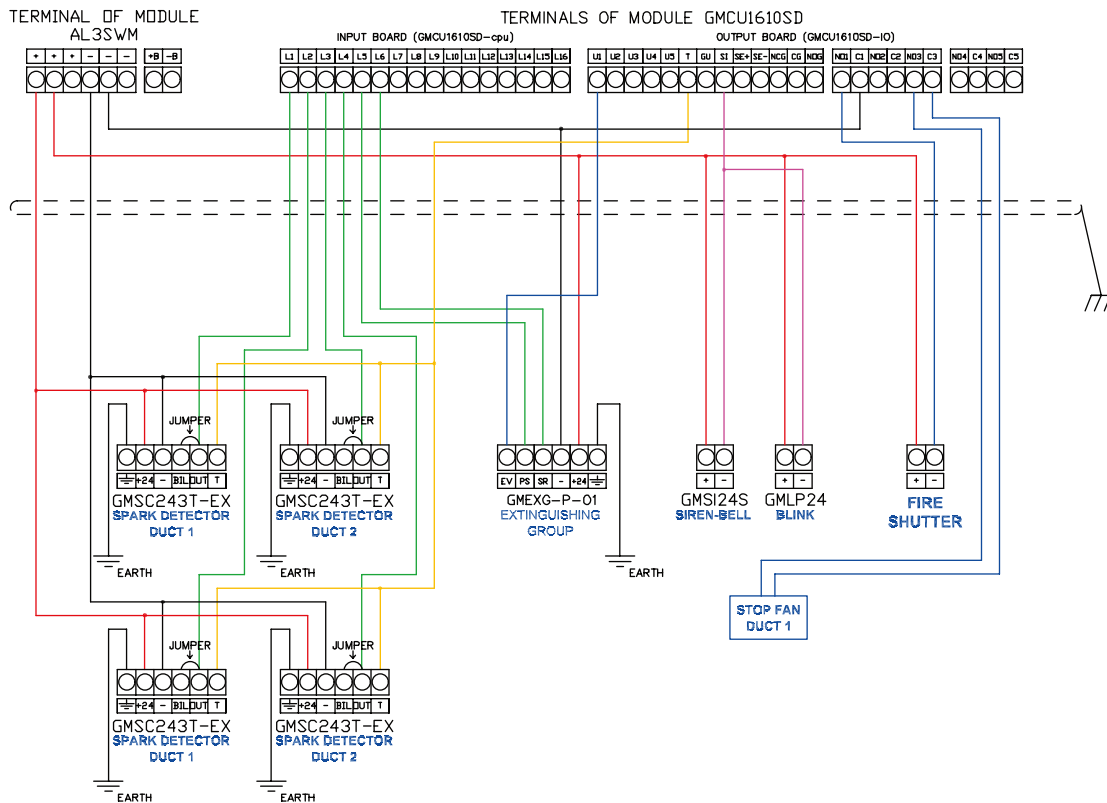 TERMINAL OF MODULE
AL3SWM
TERMINALS OF MODULE GMCU1610SD
INPUT BOARD (GMCU1610SD-cpu)
OUTPUT BOARD (GMCU1610SD-IO)
+ + + - - - +B -B
L1 L2 L3 L4 L5 L6 L7 L8 L9 L10 L11 L12 L13 L14 L15 L16
U1 U2 U3 U4 U5 T GU SI SE+ SE- NCG CG NOG
NO1 C1 NO2 C2 NO3 C3
NO4 C4 NO5 C5
JUMPER
+24 - BIL OUT T
GMSC243T-EX
SPARK DETECTOR
DUCT 1
EARTH
JUMPER
+24 - BIL OUT T
GMSC243T-EX
SPARK DETECTOR
DUCT 2
EARTH
EV PS SR - +24
GMEXG-P-01
EXTINGUISHING
GROUP
EARTH
+ -
GMSI24S
SIREN-BELL
+ -
GMLP24
BLINK
+ -
FIRE
SHUTTER
STOP FAN
DUCT 1
JUMPER
+24 - BIL OUT T
GMSC243T-EX
SPARK DETECTOR
DUCT 1
EARTH
JUMPER
+24 - BIL OUT T
GMSC243T-EX
SPARK DETECTOR
DUCT 2
EARTH